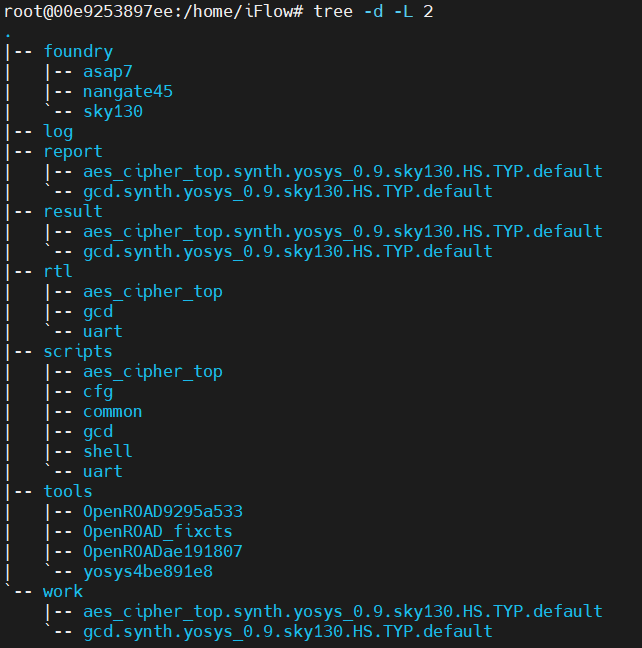 root@00e9253897ee:/home/iFlow# tree -d -L 2
.
|-- foundry
|   |-- asap7
|   |-- nangate45
|   `-- sky130
|-- log
|-- report
|   |-- aes_cipher_top.synth.yosys_0.9.sky130.HS.TYP.default
|   `-- gcd.synth.yosys_0.9.sky130.HS.TYP.default
|-- result
|   |-- aes_cipher_top.synth.yosys_0.9.sky130.HS.TYP.default
|   `-- gcd.synth.yosys_0.9.sky130.HS.TYP.default
|-- rtl
|   |-- aes_cipher_top
|   |-- gcd
|   `-- uart
|-- scripts
|   |-- aes_cipher_top
|   |-- cfg
|   |-- common
|   |-- gcd
|   |-- shell
|   `-- uart
|-- tools
|   |-- OpenROAD9295a533
|   |-- OpenROAD_fixcts
|   |-- OpenROADae191807
|   `-- yosys4be891e8
`-- work
    |-- aes_cipher_top.synth.yosys_0.9.sky130.HS.TYP.default
    `-- gcd.synth.yosys_0.9.sky130.HS.TYP.default